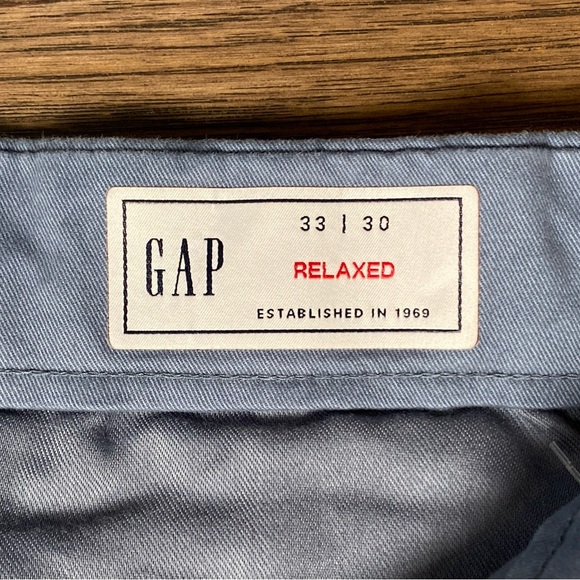 GAP
33 | 30
RELAXED
ESTABLISHED IN 1969